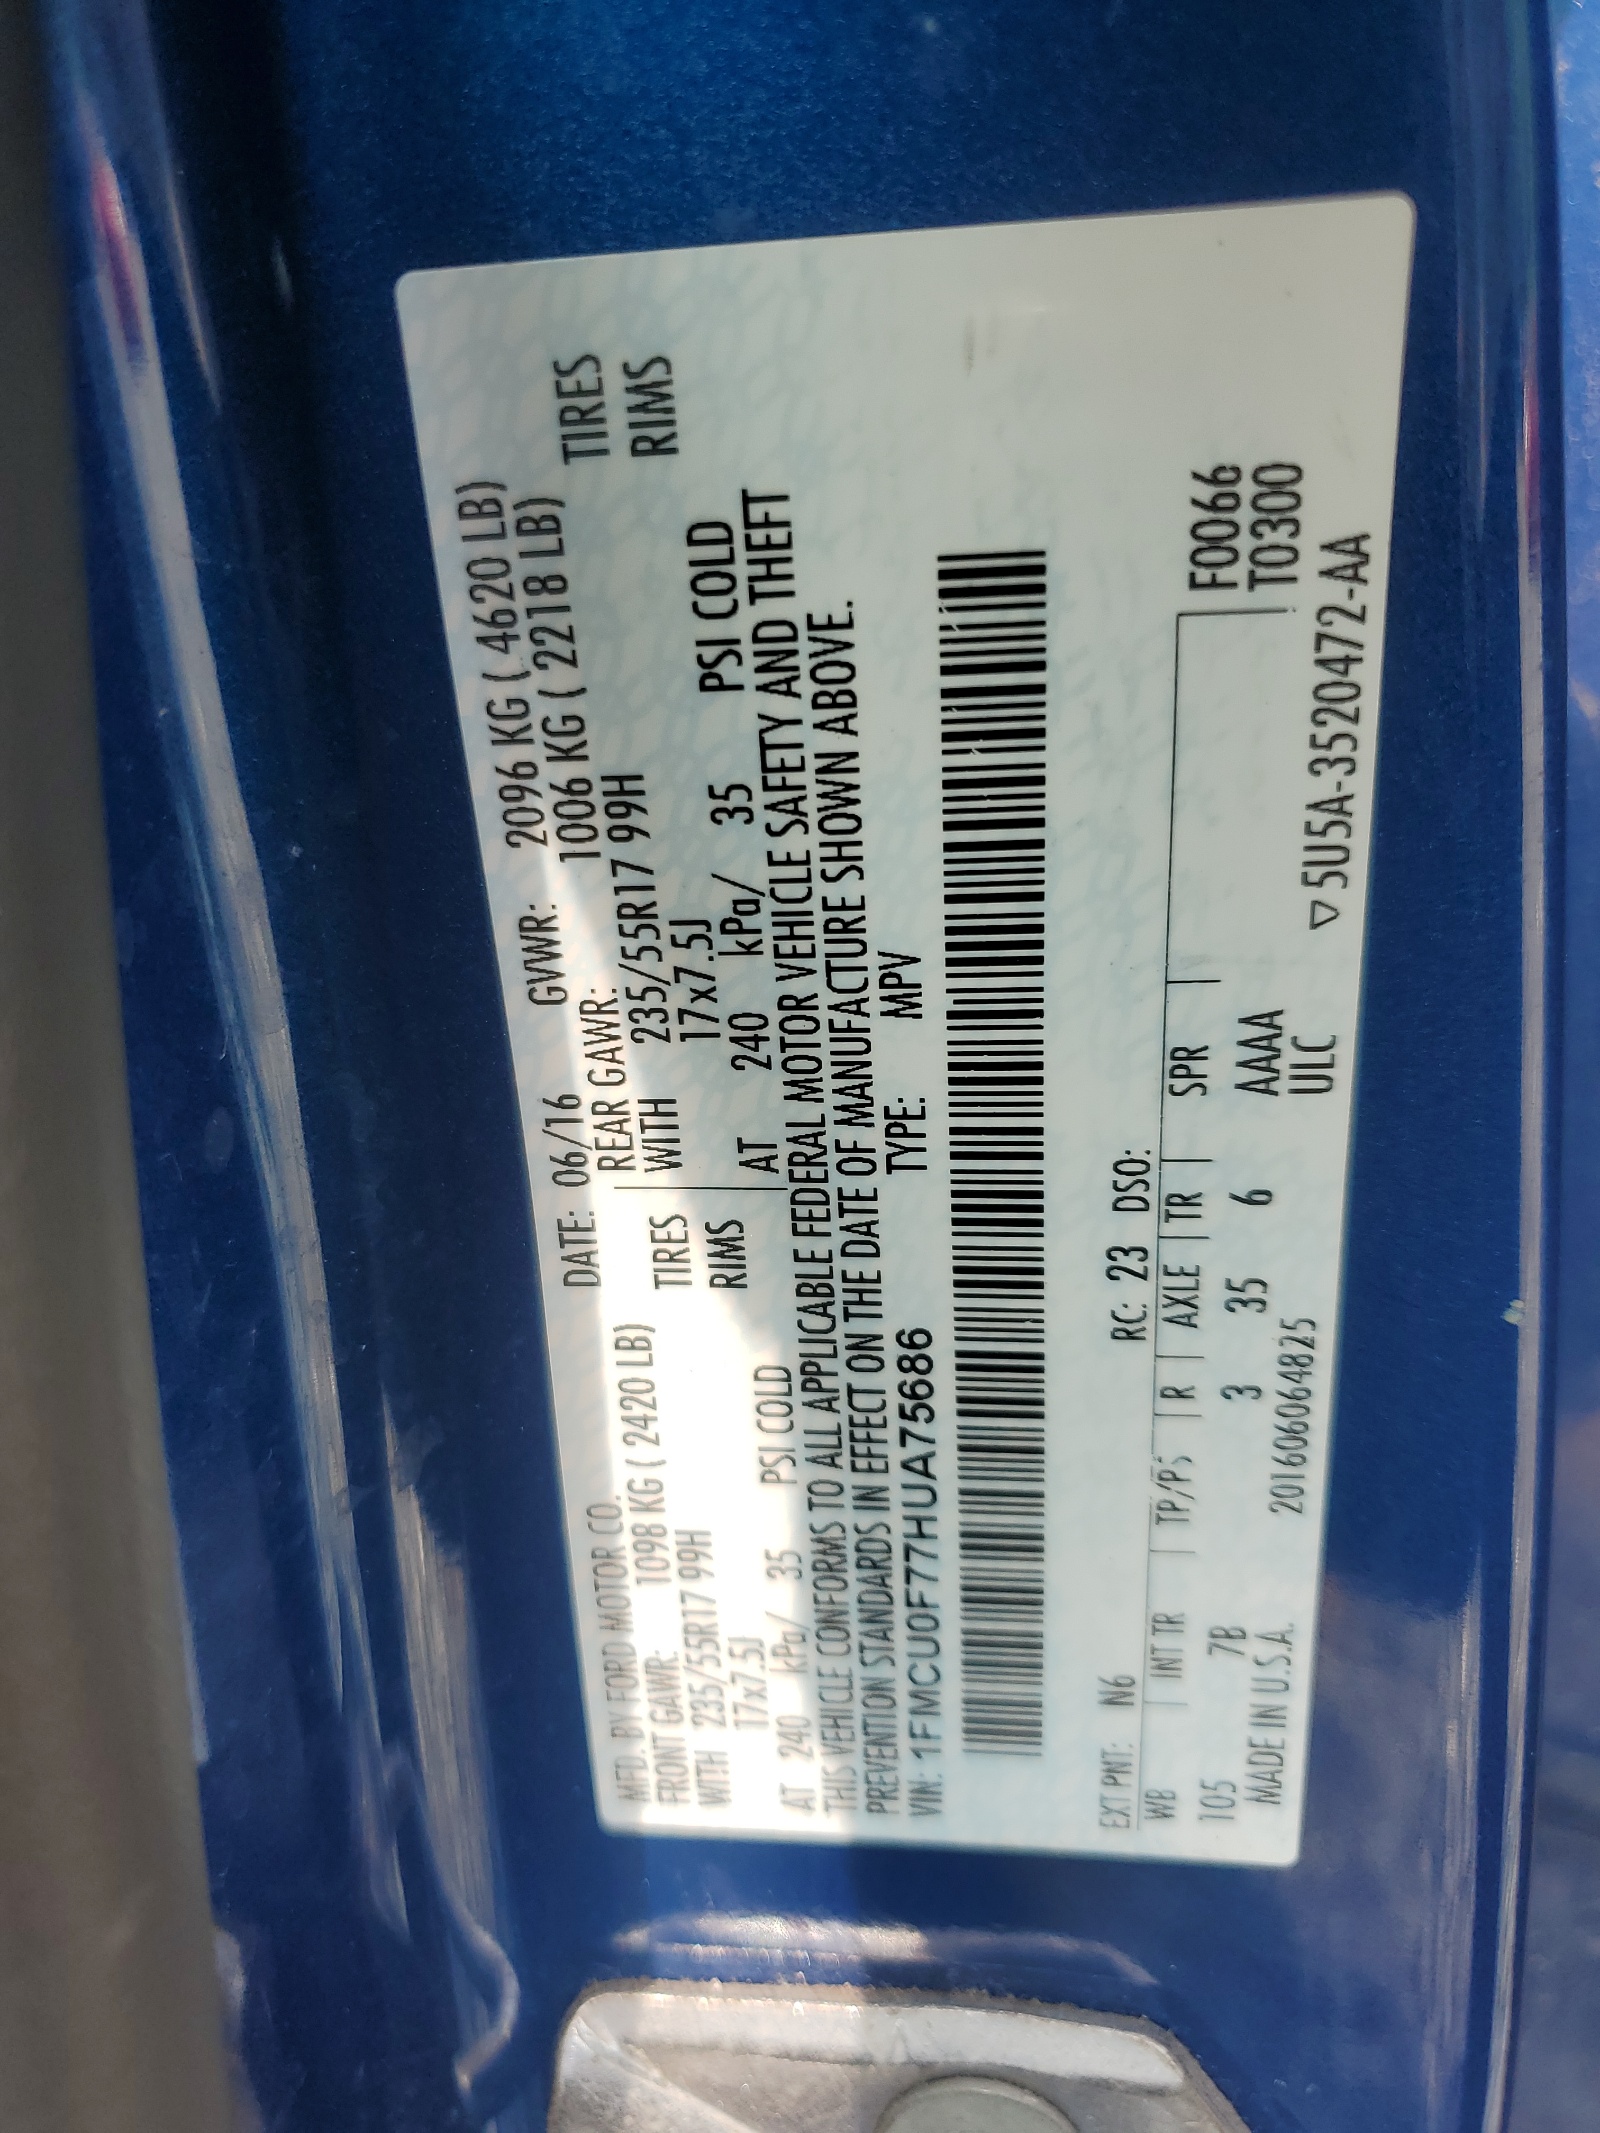 MFD. BY FORD MOTOR CO.
DATE: 06/16 GVWR: 2096 KG ( 4620 LB)
FRONT GAWR: 1098 KG ( 2420 LB) REAR GAWR: 1006 KG ( 2218 LB)
WITH 235/55R17 99H TIRES WITH 235/55R17 99H TIRES
17x7.5J RIMS 17x7.5J RIMS
AT 240 kPa/ 35 PSI COLD AT 240 kPa/ 35 PSI COLD
THIS VEHICLE CONFORMS TO ALL APPLICABLE FEDERAL MOTOR VEHICLE SAFETY AND THEFT
PREVENTION STANDARDS IN EFFECT ON THE DATE OF MANUFACTURE SHOWN ABOVE.
VIN: 1FMCU0F77HUA75686 TYPE: MPV
EXT PNT: N6 RC: 23 DSO:
WB INT TR TP/PS R AXLE TR SPR F0066
105 7B 3 35 6 AAAA T0300
MADE IN U.S.A. 20160606064825 ULC
▽5U5A-3520472-AA